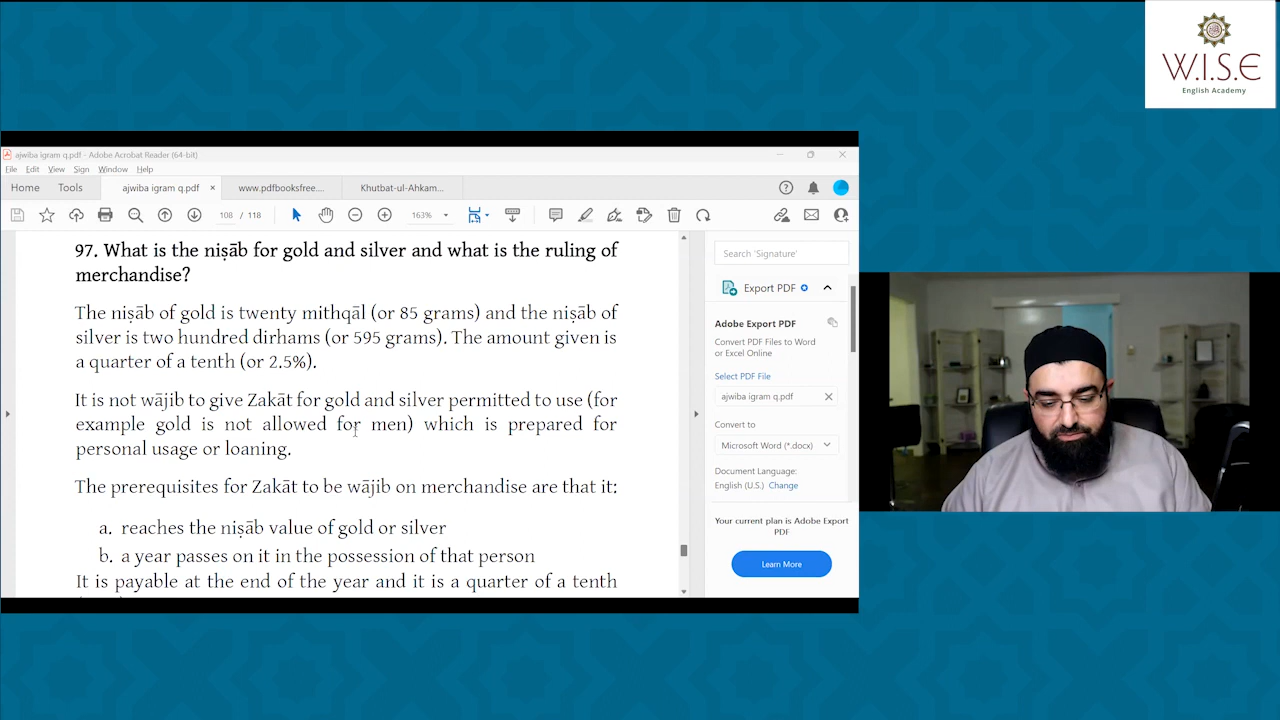 W.I.S.E
English Academy
ajwiba igram q.pdf - Adobe Acrobat Reader (64-bit)
File Edit View Sign Window Help
Home Tools ajwiba igram q.pdf × www.pdfbooksfree.... Khutbat-ul-Ahkam...
108 / 118 163%
97. What is the niṣāb for gold and silver and what is the ruling of
merchandise?
The niṣāb of gold is twenty mithqāl (or 85 grams) and the niṣāb of
silver is two hundred dirhams (or 595 grams). The amount given is
a quarter of a tenth (or 2.5%).
It is not wājib to give Zakāt for gold and silver permitted to use (for
example gold is not allowed for men) which is prepared for
personal usage or loaning.
The prerequisites for Zakāt to be wājib on merchandise are that it:
a. reaches the niṣāb value of gold or silver
b. a year passes on it in the possession of that person
It is payable at the end of the year and it is a quarter of a tenth
Search 'Signature'
Export PDF
Adobe Export PDF
Convert PDF Files to Word
or Excel Online
Select PDF File
ajwiba igram q.pdf
Convert to
Microsoft Word (*.docx)
Document Language:
English (U.S.) Change
Your current plan is Adobe Export
PDF
Learn More